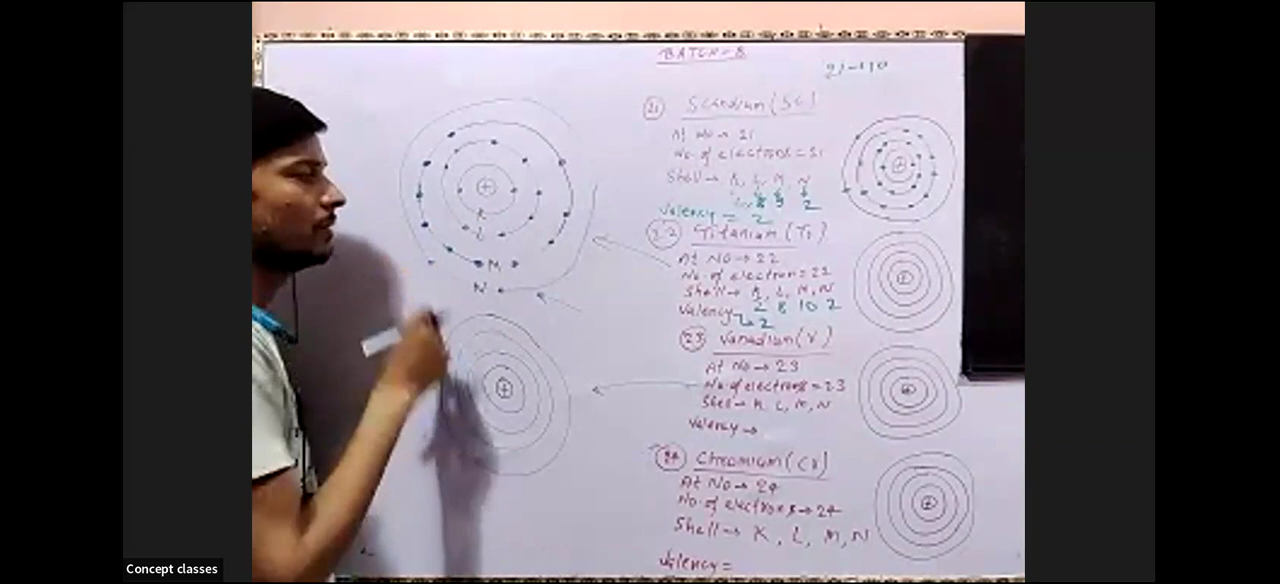 BATCH-B
21-110
21 Scandium (Sc)
At No → 21
No. of electrons = 21
Shell → K, L, M, N
2, 8 9 2
Valency = 2
22 Titanium (Ti)
At No → 22
No. of electron = 22
Shell → K, L, M, N
2 8 10 2
Valency → 2
23 Vanadium (V)
At No → 23
No. of electrons = 23
Shell → K, L, M, N
Valency →
24 Chromium (Cr)
At No → 24
No. of electrons → 24
Shell → K, L, M, N
Valency =
+
K
L
M
N
+
+
+
+
+
Concept classes